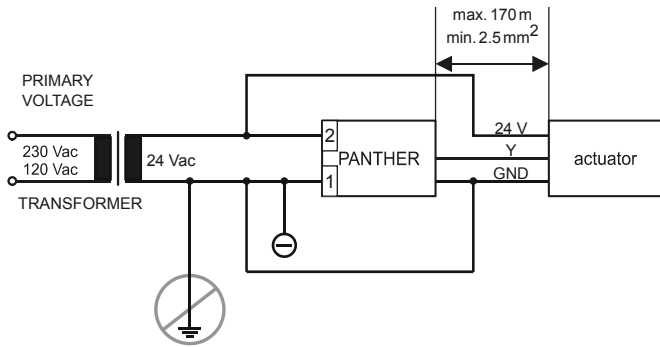 max. 170 m
min. 2.5 mm²
PRIMARY
VOLTAGE
230 Vac
120 Vac
TRANSFORMER
24 Vac
2
PANTHER
1
24 V
Y
GND
actuator